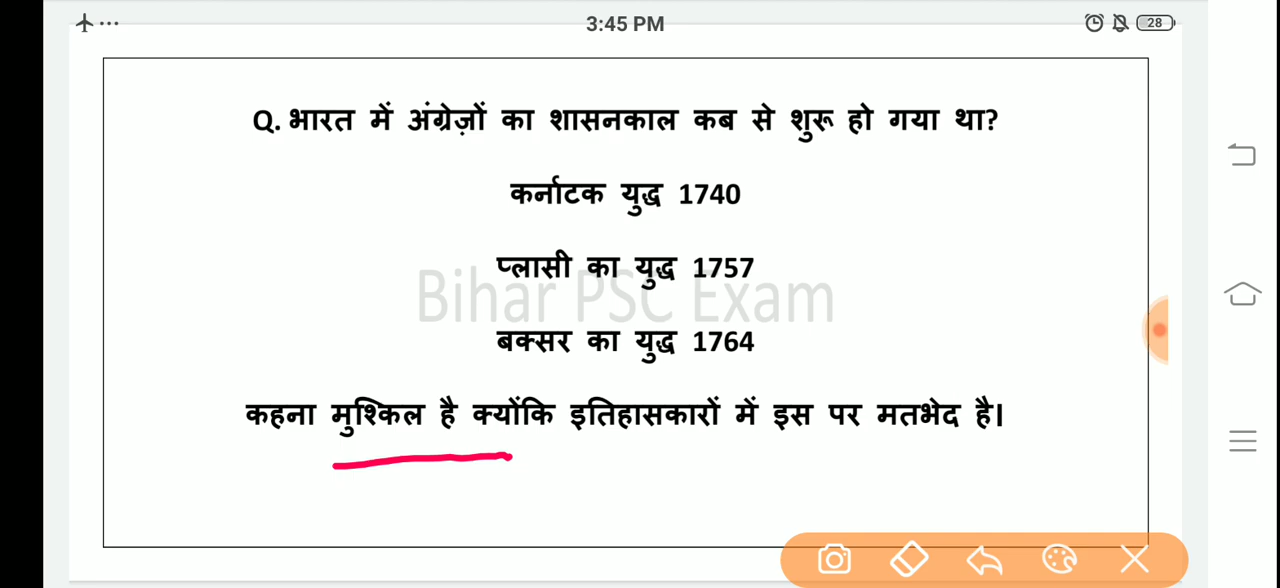 3:45 PM
28
Q. भारत में अंग्रेज़ों का शासनकाल कब से शुरू हो गया था?
कर्नाटक युद्ध 1740
प्लासी का युद्ध 1757
Bihar PSC Exam
बक्सर का युद्ध 1764
कहना मुश्किल है क्योंकि इतिहासकारों में इस पर मतभेद है।